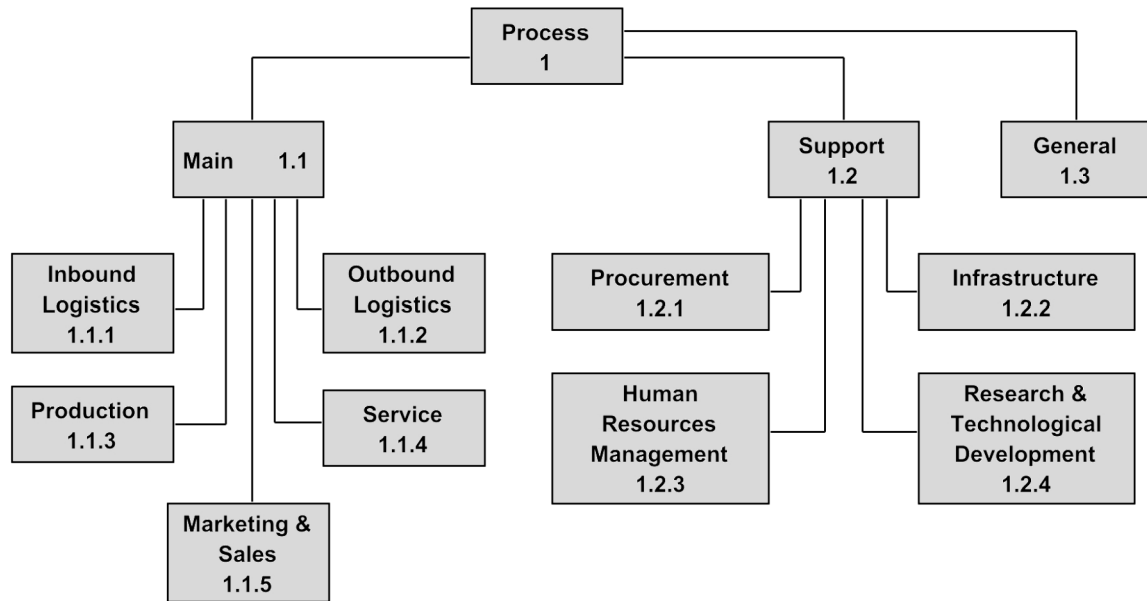 Process
1
Main 1.1
Support
1.2
General
1.3
Inbound
Logistics
1.1.1
Outbound
Logistics
1.1.2
Procurement
1.2.1
Infrastructure
1.2.2
Production
1.1.3
Service
1.1.4
Human
Resources
Management
1.2.3
Research &
Technological
Development
1.2.4
Marketing &
Sales
1.1.5